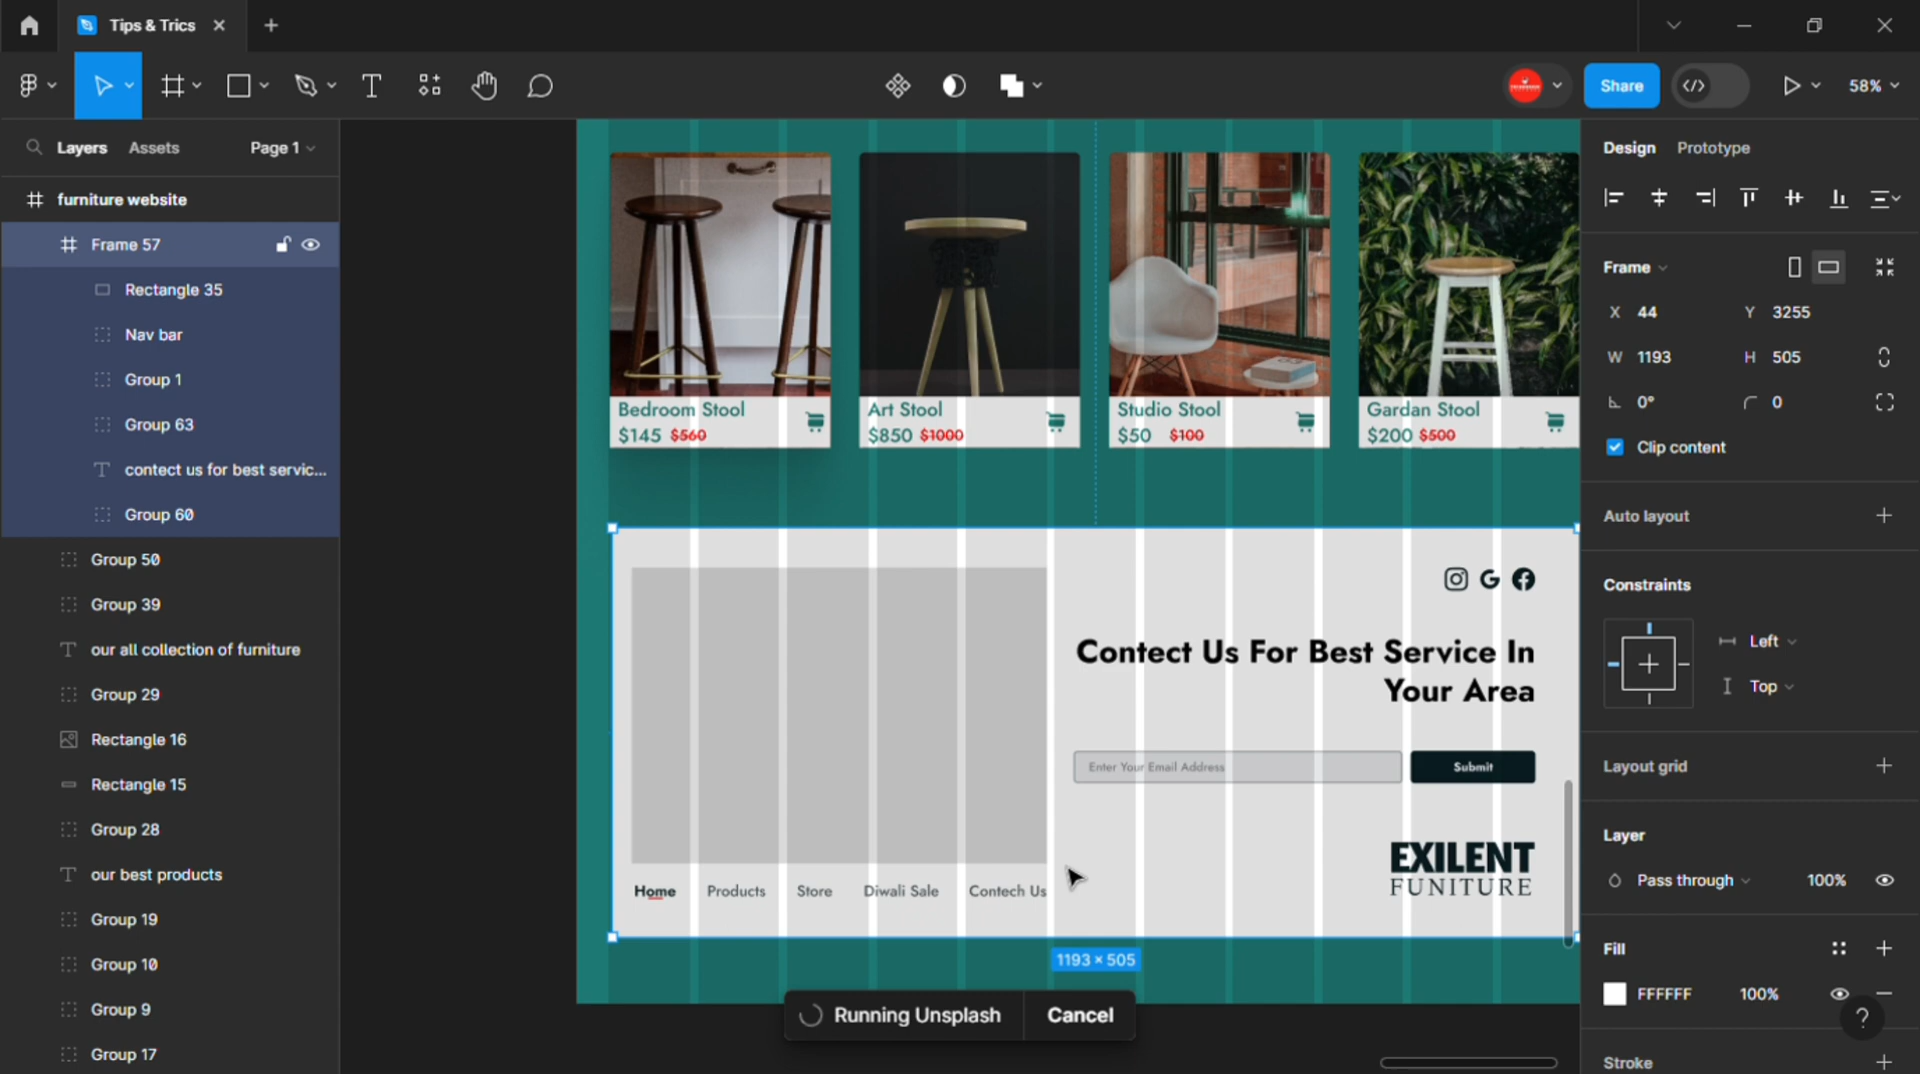 Tips & Trics
Share
58%
Layers
Assets
Page 1
furniture website
Frame 57
Rectangle 35
Nav bar
Group 1
Group 63
contect us for best servic...
Group 60
Group 50
Group 39
our all collection of furniture
Group 29
Rectangle 16
Rectangle 15
Group 28
our best products
Group 19
Group 10
Group 9
Group 17
Bedroom Stool
$145 $560
Art Stool
$850 $1000
Studio Stool
$50 $100
Gardan Stool
$200 $500
Contect Us For Best Service In
Your Area
Enter Your Email Address
Submit
EXILENT
FUNITURE
Home Products Store Diwali Sale Contech Us
1193 × 505
Running Unsplash
Cancel
Design
Prototype
Frame
X 44 Y 3255
W 1193 H 505
0° 0
Clip content
Auto layout
Constraints
Left
Top
Layout grid
Layer
Pass through 100%
Fill
FFFFFF 100%
?
Stroke